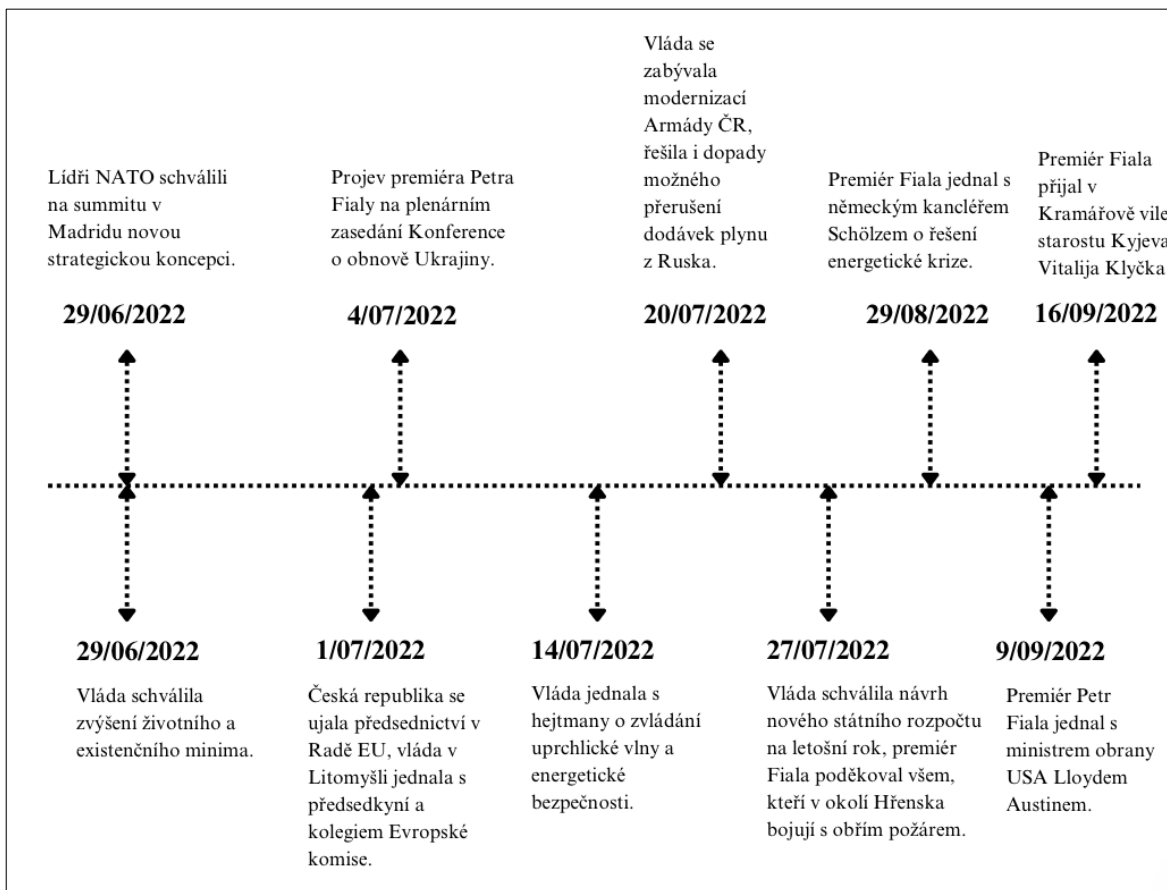 Lídři NATO schválili
na summitu v
Madridu novou
strategickou koncepci.
29/06/2022
Projev premiéra Petra
Fialy na plenárním
zasedání Konference
o obnově Ukrajiny.
4/07/2022
Vláda se
zabývala
modernizací
Armády ČR,
řešila i dopady
možného
přerušení
dodávek plynu
z Ruska.
20/07/2022
Premiér Fiala jednal s
německým kancléřem
Schölzem o řešení
energetické krize.
29/08/2022
Premiér Fiala
přijal v
Kramářově vile
starostu Kyjeva
Vitalija Klyčka
16/09/2022
29/06/2022
Vláda schválila
zvýšení životního a
existenčního minima.
1/07/2022
Česká republika se
ujala předsednictví v
Radě EU, vláda v
Litomyšli jednala s
předsedkyní a
kolegiem Evropské
komise.
14/07/2022
Vláda jednala s
hejtmany o zvládání
uprchlické vlny a
energetické
bezpečnosti.
27/07/2022
Vláda schválila návrh
nového státního rozpočtu
na letošní rok, premiér
Fiala poděkoval všem,
kteří v okolí Hřenska
bojují s obřím požárem.
9/09/2022
Premiér Petr
Fiala jednal s
ministrem obrany
USA Lloydem
Austinem.